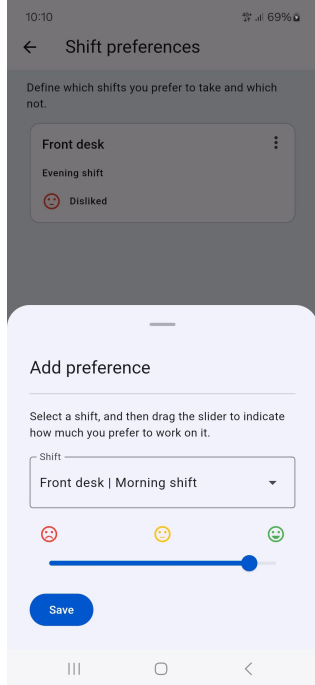 10:10
69%
Shift preferences
Define which shifts you prefer to take and which
not.
Front desk
Evening shift
Disliked
Add preference
Select a shift, and then drag the slider to indicate
how much you prefer to work on it.
Shift
Front desk | Morning shift
Save